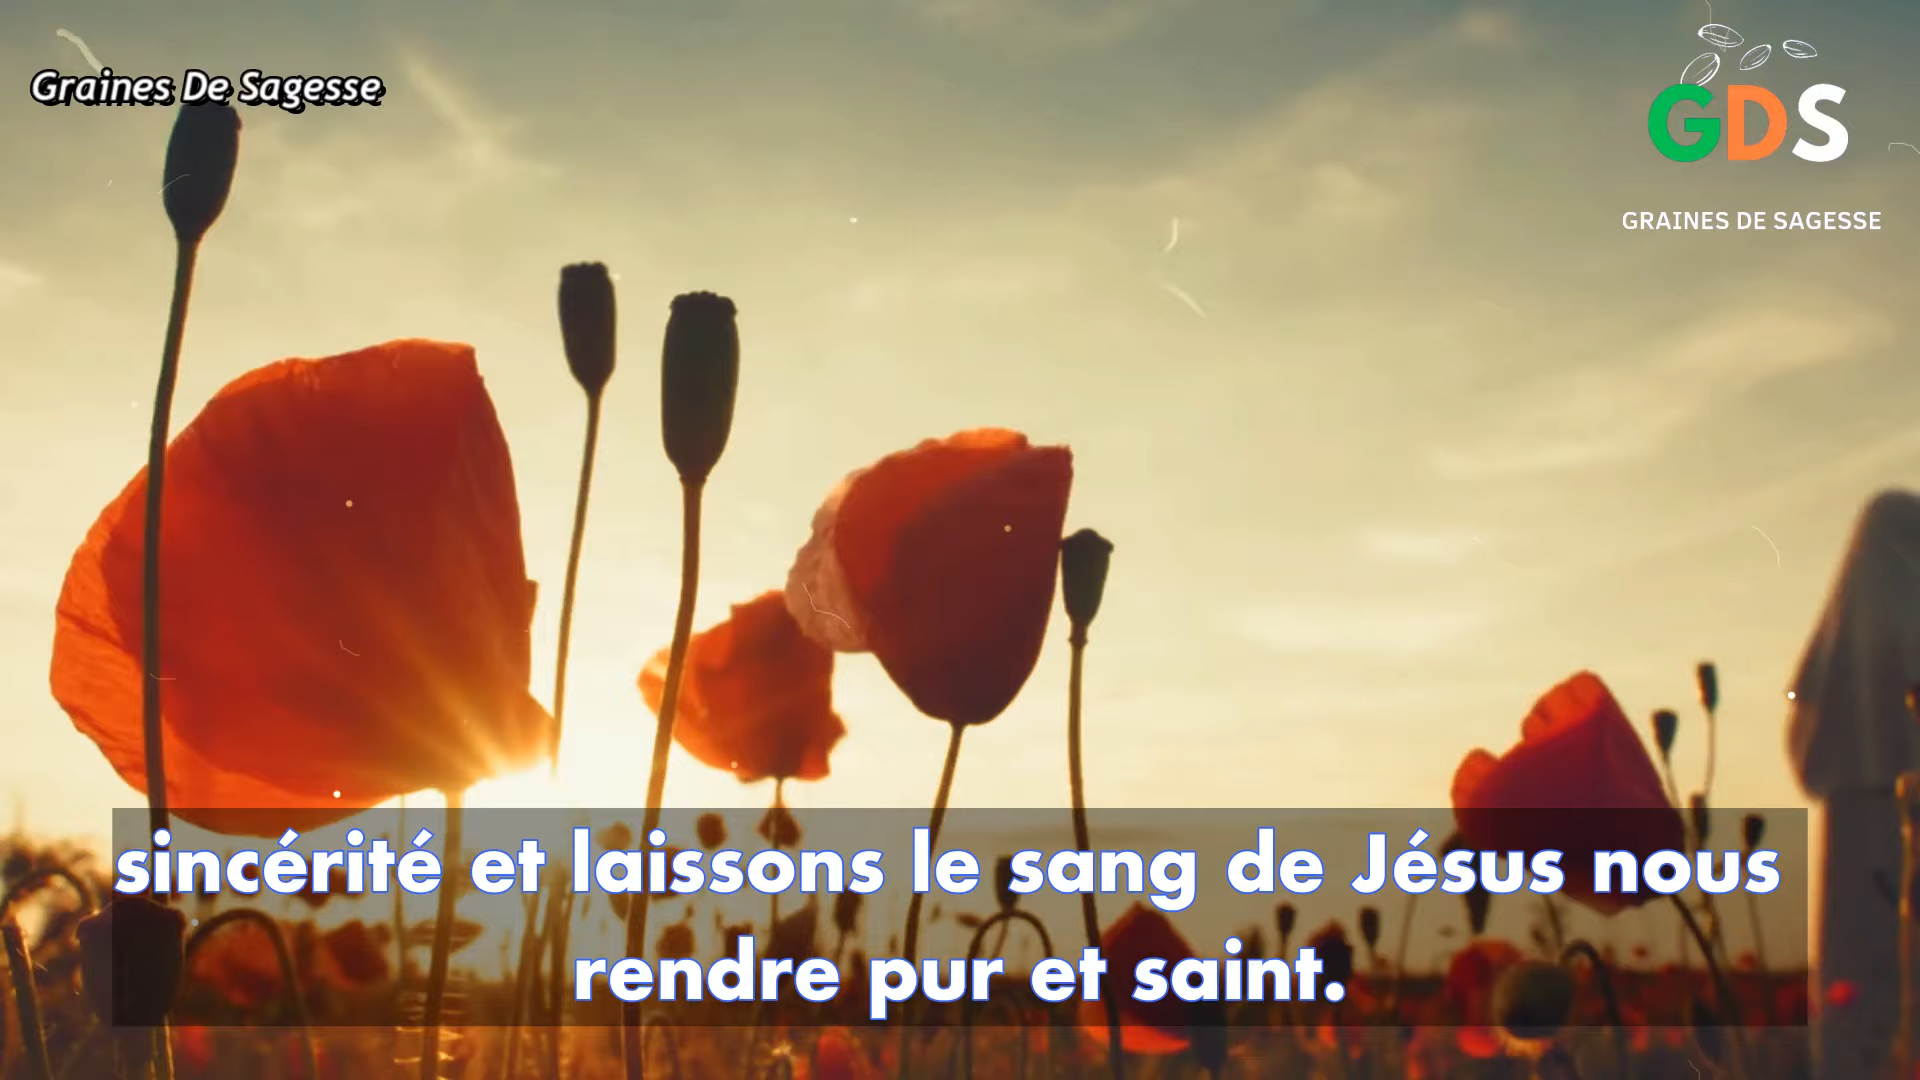 Graines De Sagesse
GDS
GRAINES DE SAGESSE
sincérité et laissons le sang de Jésus nous
rendre pur et saint.